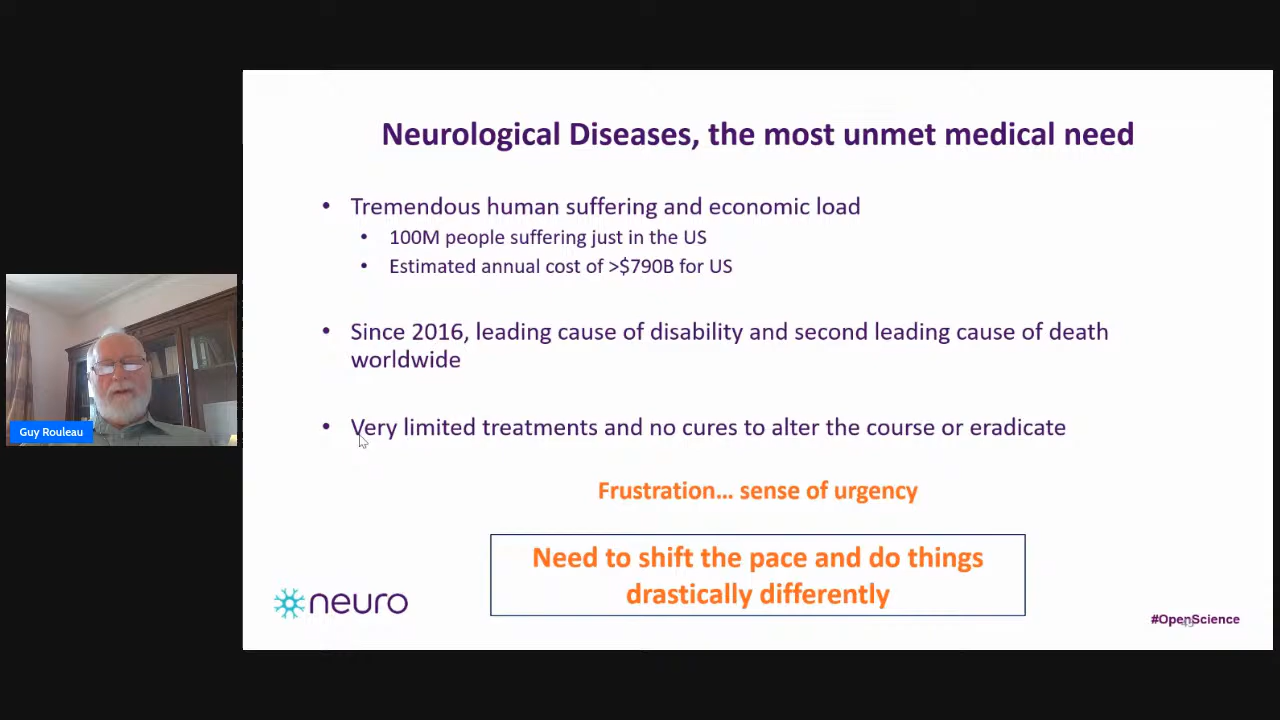 Neurological Diseases, the most unmet medical need
• Tremendous human suffering and economic load
• 100M people suffering just in the US
• Estimated annual cost of >$790B for US
• Since 2016, leading cause of disability and second leading cause of death
worldwide
• Very limited treatments and no cures to alter the course or eradicate
Frustration… sense of urgency
Need to shift the pace and do things
drastically differently
neuro
#OpenScience
Guy Rouleau